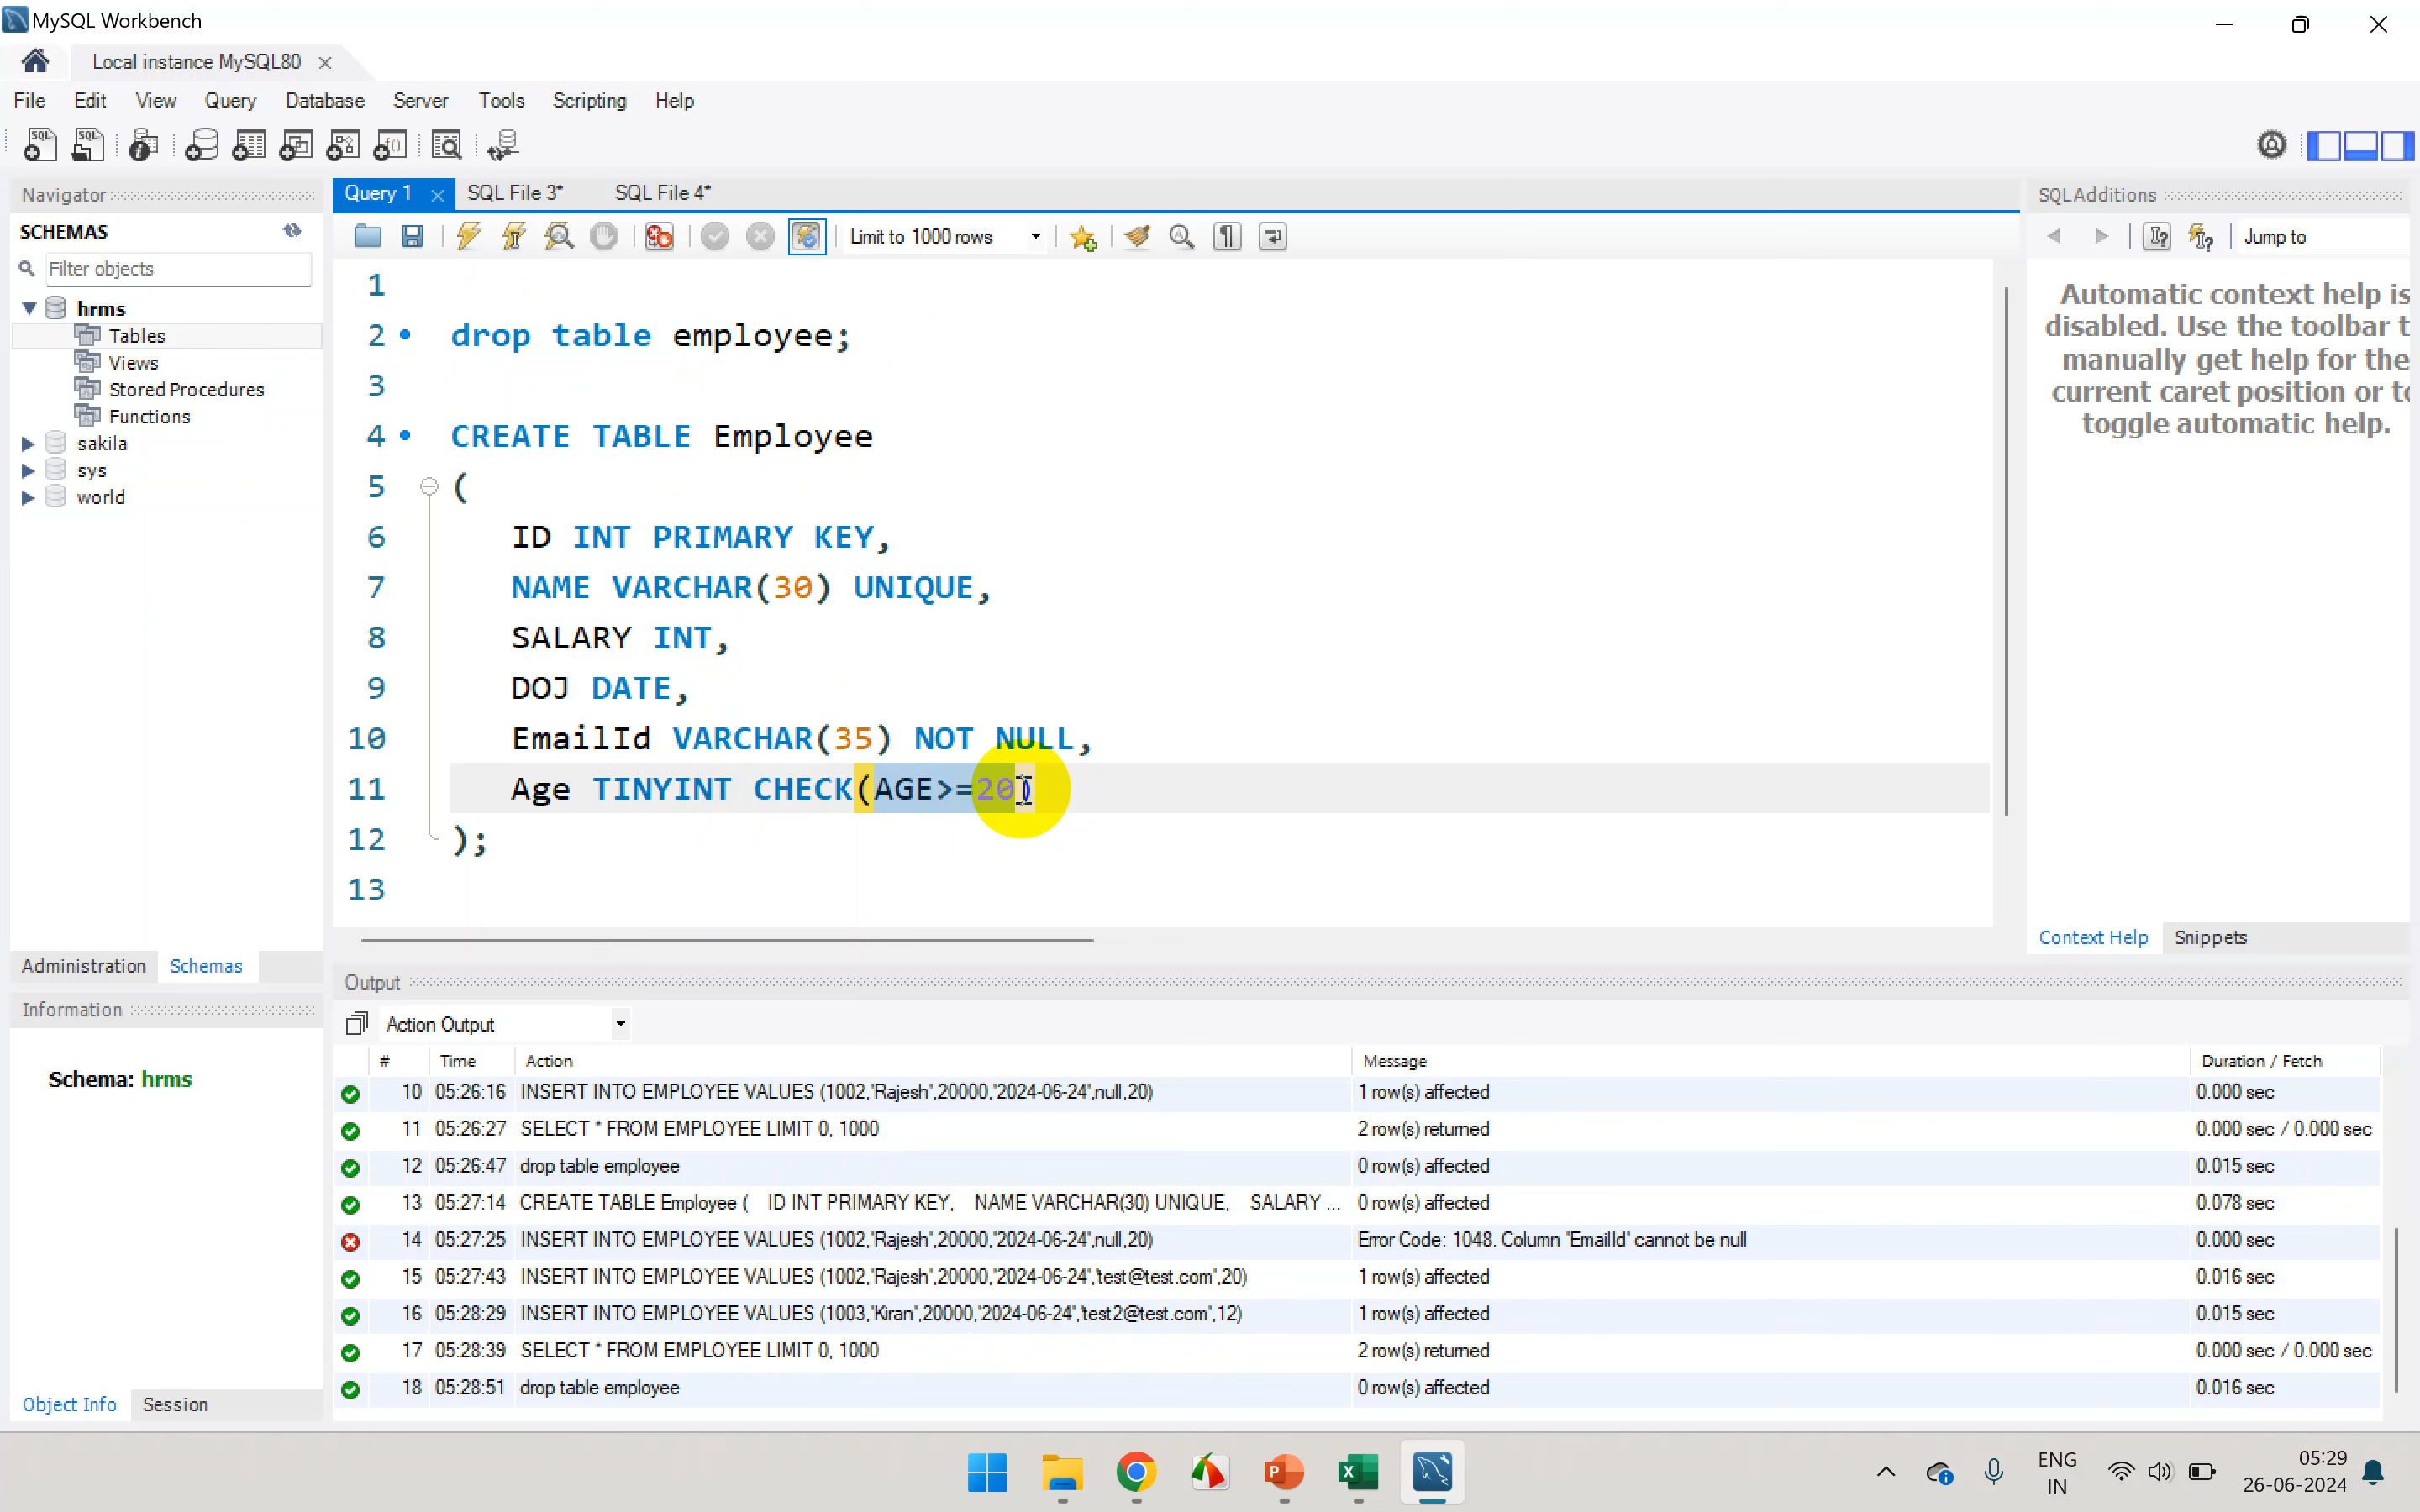 MySQL Workbench
Local instance MySQL80
File Edit View Query Database Server Tools Scripting Help
Navigator
SCHEMAS
Filter objects
hrms
Tables
Views
Stored Procedures
Functions
sakila
sys
world
Administration Schemas
Information
Schema: hrms
Object Info Session
Query 1 SQL File 3* SQL File 4*
Limit to 1000 rows
1
2 drop table employee;
3
4 CREATE TABLE Employee
5 (
6 ID INT PRIMARY KEY,
7 NAME VARCHAR(30) UNIQUE,
8 SALARY INT,
9 DOJ DATE,
10 EmailId VARCHAR(35) NOT NULL,
11 Age TINYINT CHECK(AGE>=20)
12 );
13
SQLAdditions
Jump to
Automatic context help is
disabled. Use the toolbar t
manually get help for the
current caret position or to
toggle automatic help.
Context Help Snippets
Output
Action Output
# Time Action Message Duration / Fetch
10 05:26:16 INSERT INTO EMPLOYEE VALUES (1002,'Rajesh',20000,'2024-06-24',null,20) 1 row(s) affected 0.000 sec
11 05:26:27 SELECT * FROM EMPLOYEE LIMIT 0, 1000 2 row(s) returned 0.000 sec / 0.000 sec
12 05:26:47 drop table employee 0 row(s) affected 0.015 sec
13 05:27:14 CREATE TABLE Employee ( ID INT PRIMARY KEY, NAME VARCHAR(30) UNIQUE, SALARY ... 0 row(s) affected 0.078 sec
14 05:27:25 INSERT INTO EMPLOYEE VALUES (1002,'Rajesh',20000,'2024-06-24',null,20) Error Code: 1048. Column 'EmailId' cannot be null 0.000 sec
15 05:27:43 INSERT INTO EMPLOYEE VALUES (1002,'Rajesh',20000,'2024-06-24','test@test.com',20) 1 row(s) affected 0.016 sec
16 05:28:29 INSERT INTO EMPLOYEE VALUES (1003,'Kiran',20000,'2024-06-24','test2@test.com',12) 1 row(s) affected 0.015 sec
17 05:28:39 SELECT * FROM EMPLOYEE LIMIT 0, 1000 2 row(s) returned 0.000 sec / 0.000 sec
18 05:28:51 drop table employee 0 row(s) affected 0.016 sec
ENG
IN
05:29
26-06-2024